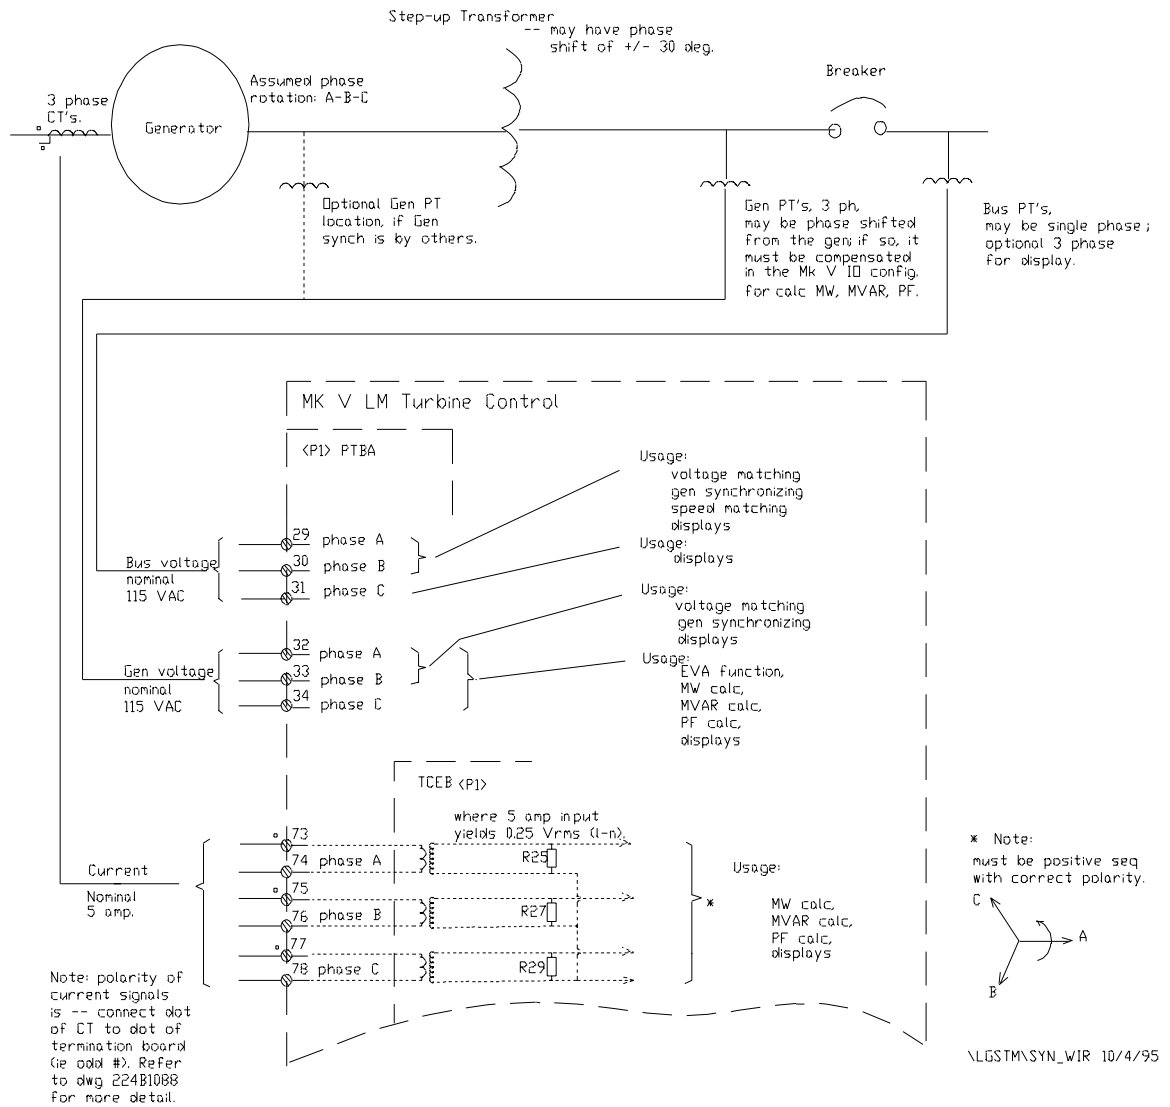 Step-up Transformer
-- may have phase
shift of +/- 30 deg.
Breaker
Assumed phase
rotation: A-B-C
3 phase
CT's.
Generator
Optional Gen PT
location, if Gen
synch is by others.
Gen PT's, 3 ph,
may be phase shifted
from the gen; if so, it
must be compensated
in the Mk V IO config.
for calc MW, MVAR, PF.
Bus PT's,
may be single phase;
optional 3 phase
for display.
MK V LM Turbine Control
<P1> PTBA
Usage:
voltage matching
gen synchronizing
speed matching
displays
Bus voltage
nominal
115 VAC
29 phase A
30 phase B
31 phase C
Usage:
displays
Usage:
voltage matching
gen synchronizing
displays
Gen voltage
nominal
115 VAC
32 phase A
33 phase B
34 phase C
Usage:
EVA function,
MW calc,
MVAR calc,
PF calc,
displays
TCEB <P1>
where 5 amp input
yields 0.25 Vrms (l-n).
Current
Nominal
5 amp.
73
74 phase A
75
76 phase B
77
78 phase C
R25
R27
R29
*
Usage:
MW calc,
MVAR calc,
PF calc,
displays
* Note:
must be positive seq
with correct polarity.
C
A
B
Note: polarity of
current signals
is -- connect dot
of CT to dot of
termination board
(ie odd #). Refer
to dwg 224B1088
for more detail.
\LGSTM\SYN_WIR 10/4/95